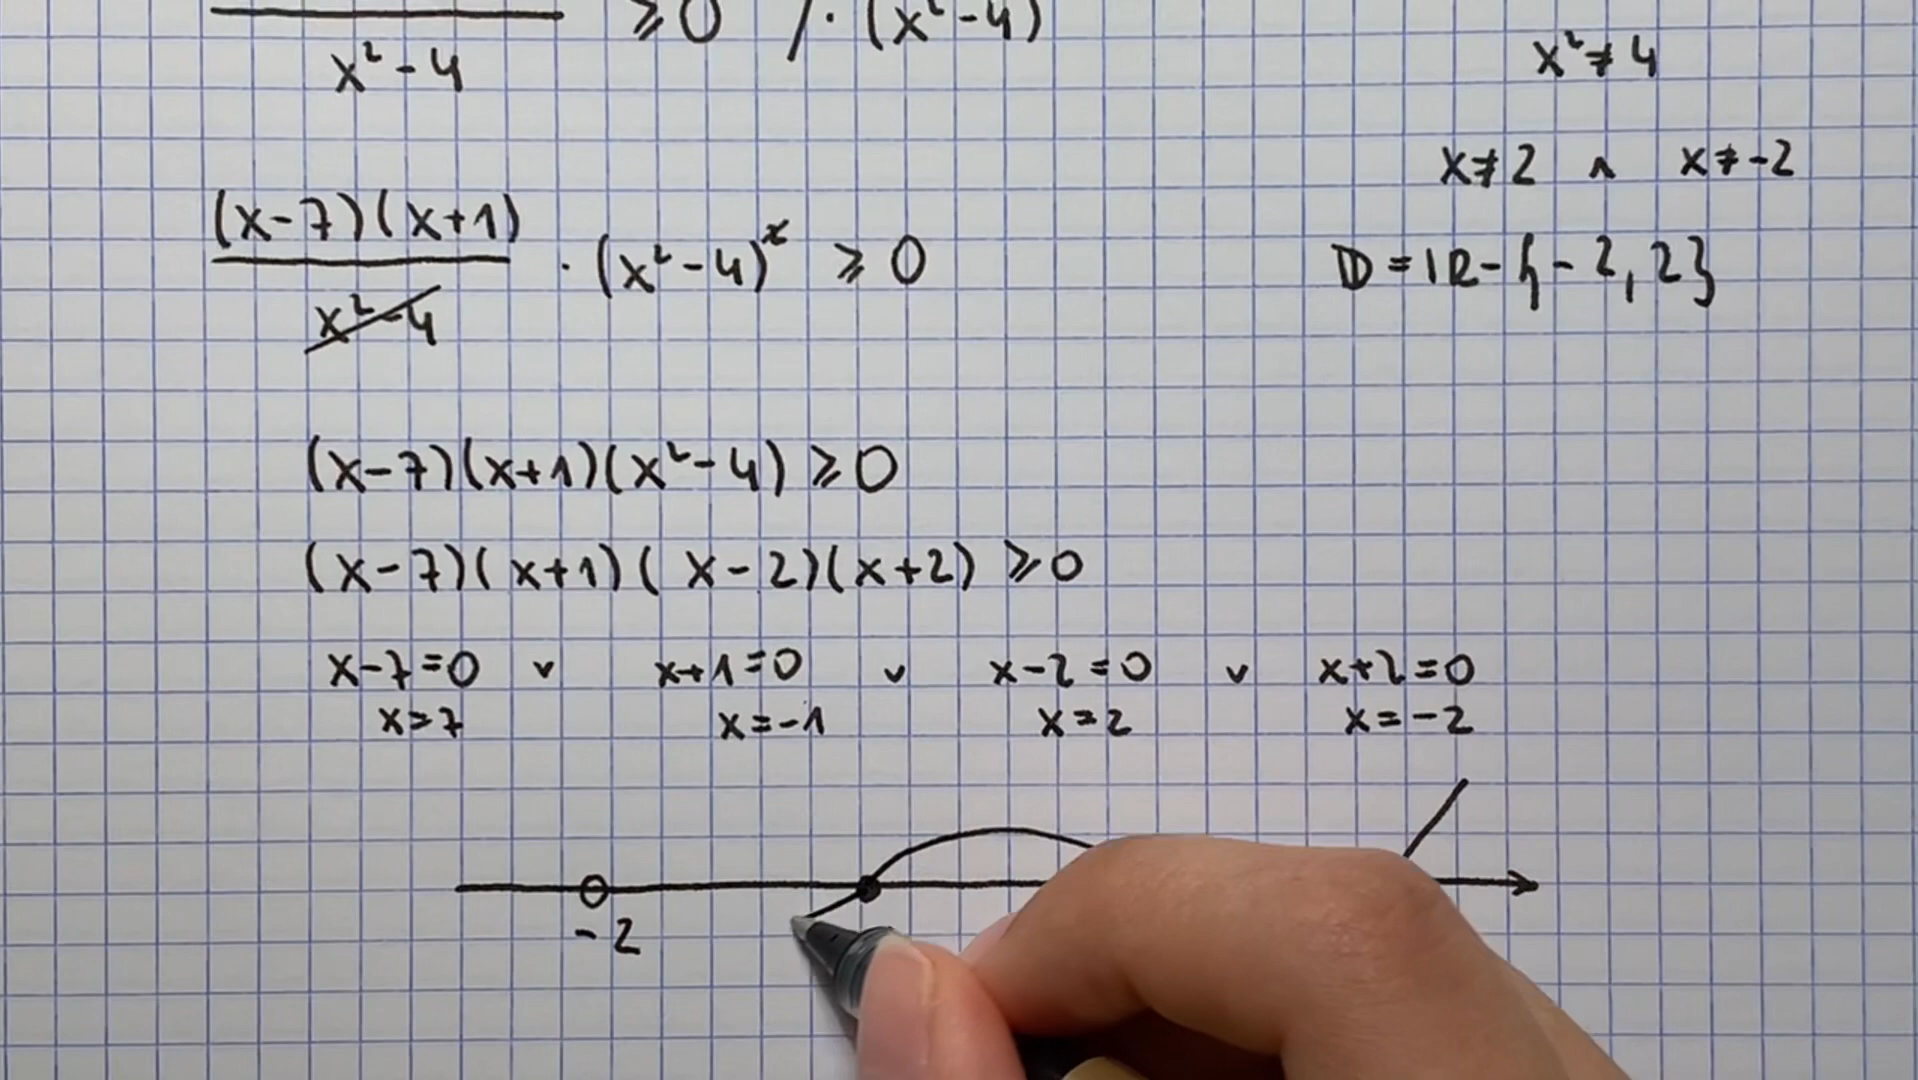 x² - 4 ≥ 0 / · (x² - 4)
x² ≠ 4
x ≠ 2 ∧ x ≠ -2
(x-7)(x+1)
x² - 4 · (x² - 4)² ≥ 0
D = ℝ - {-2, 2}
(x-7)(x+1)(x² - 4) ≥ 0
(x-7)(x+1)(x-2)(x+2) ≥ 0
x-7=0 ∨ x+1=0 ∨ x-2=0 ∨ x+2=0
x=7 x=-1 x=2 x=-2
-2